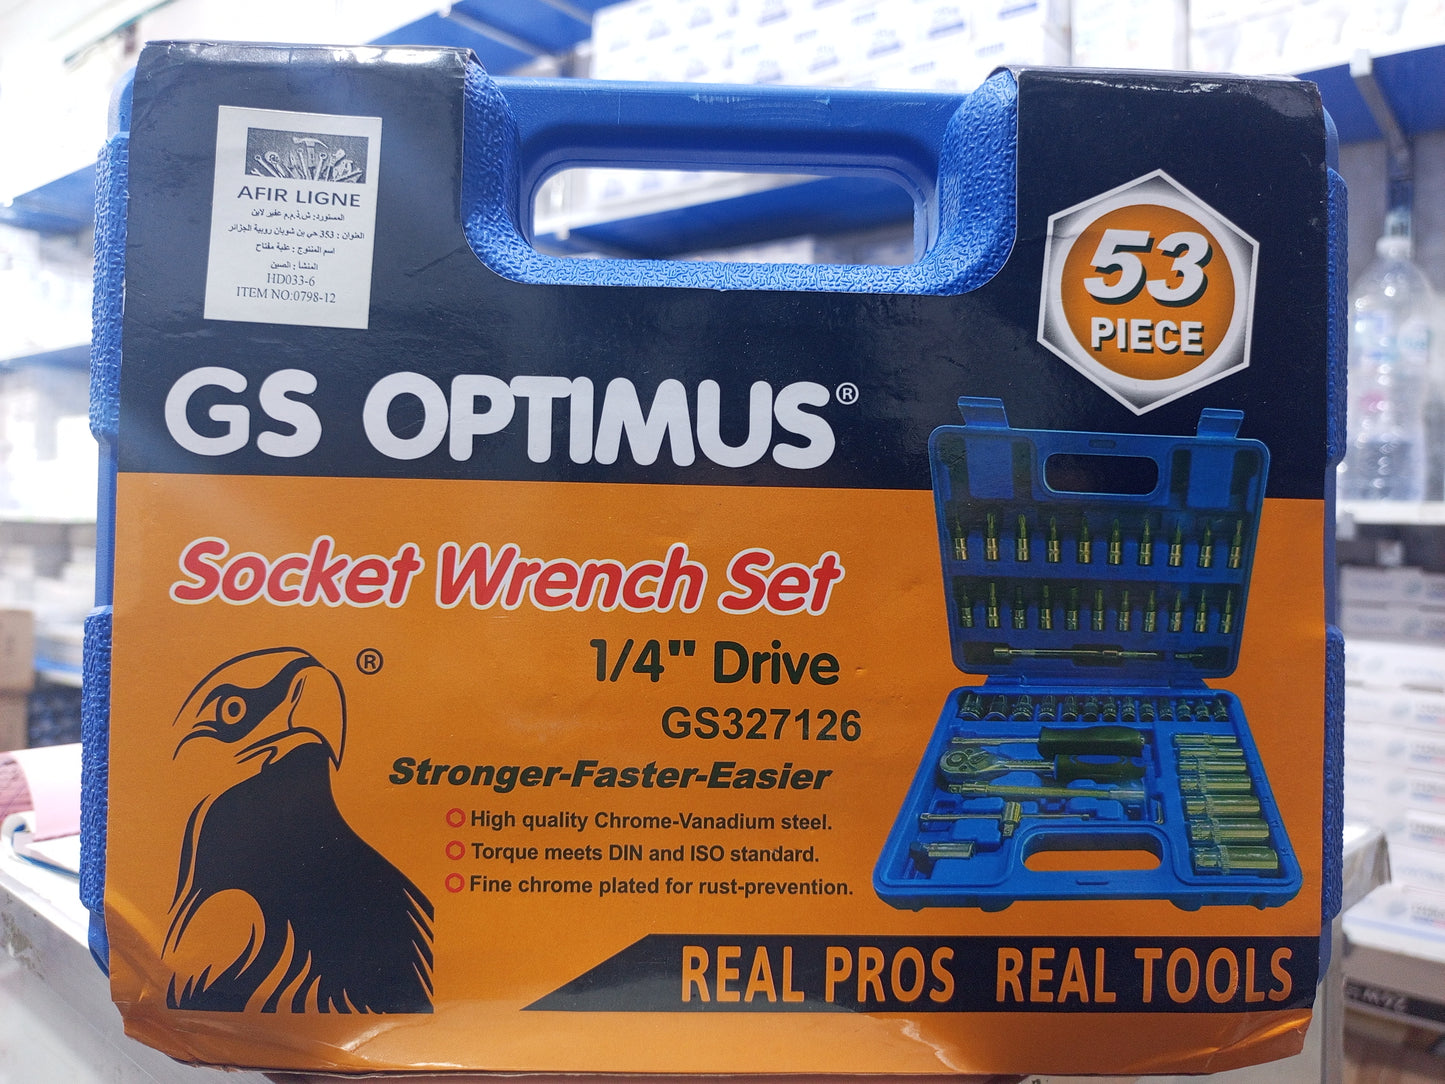 AFIR LIGNE
المستورد: ش.ذ.م.م عفير لاين
العنوان : 353 حي بن شوبان رويبة الجزائر
اسم المنتوج : علبة مفتاح
المنشأ : الصين
HD033-6
ITEM NO:0798-12
53
PIECE
GS OPTIMUS®
Socket Wrench Set
1/4" Drive
®
GS327126
Stronger-Faster-Easier
High quality Chrome-Vanadium steel.
Torque meets DIN and ISO standard.
Fine chrome plated for rust-prevention.
REAL PROS REAL TOOLS